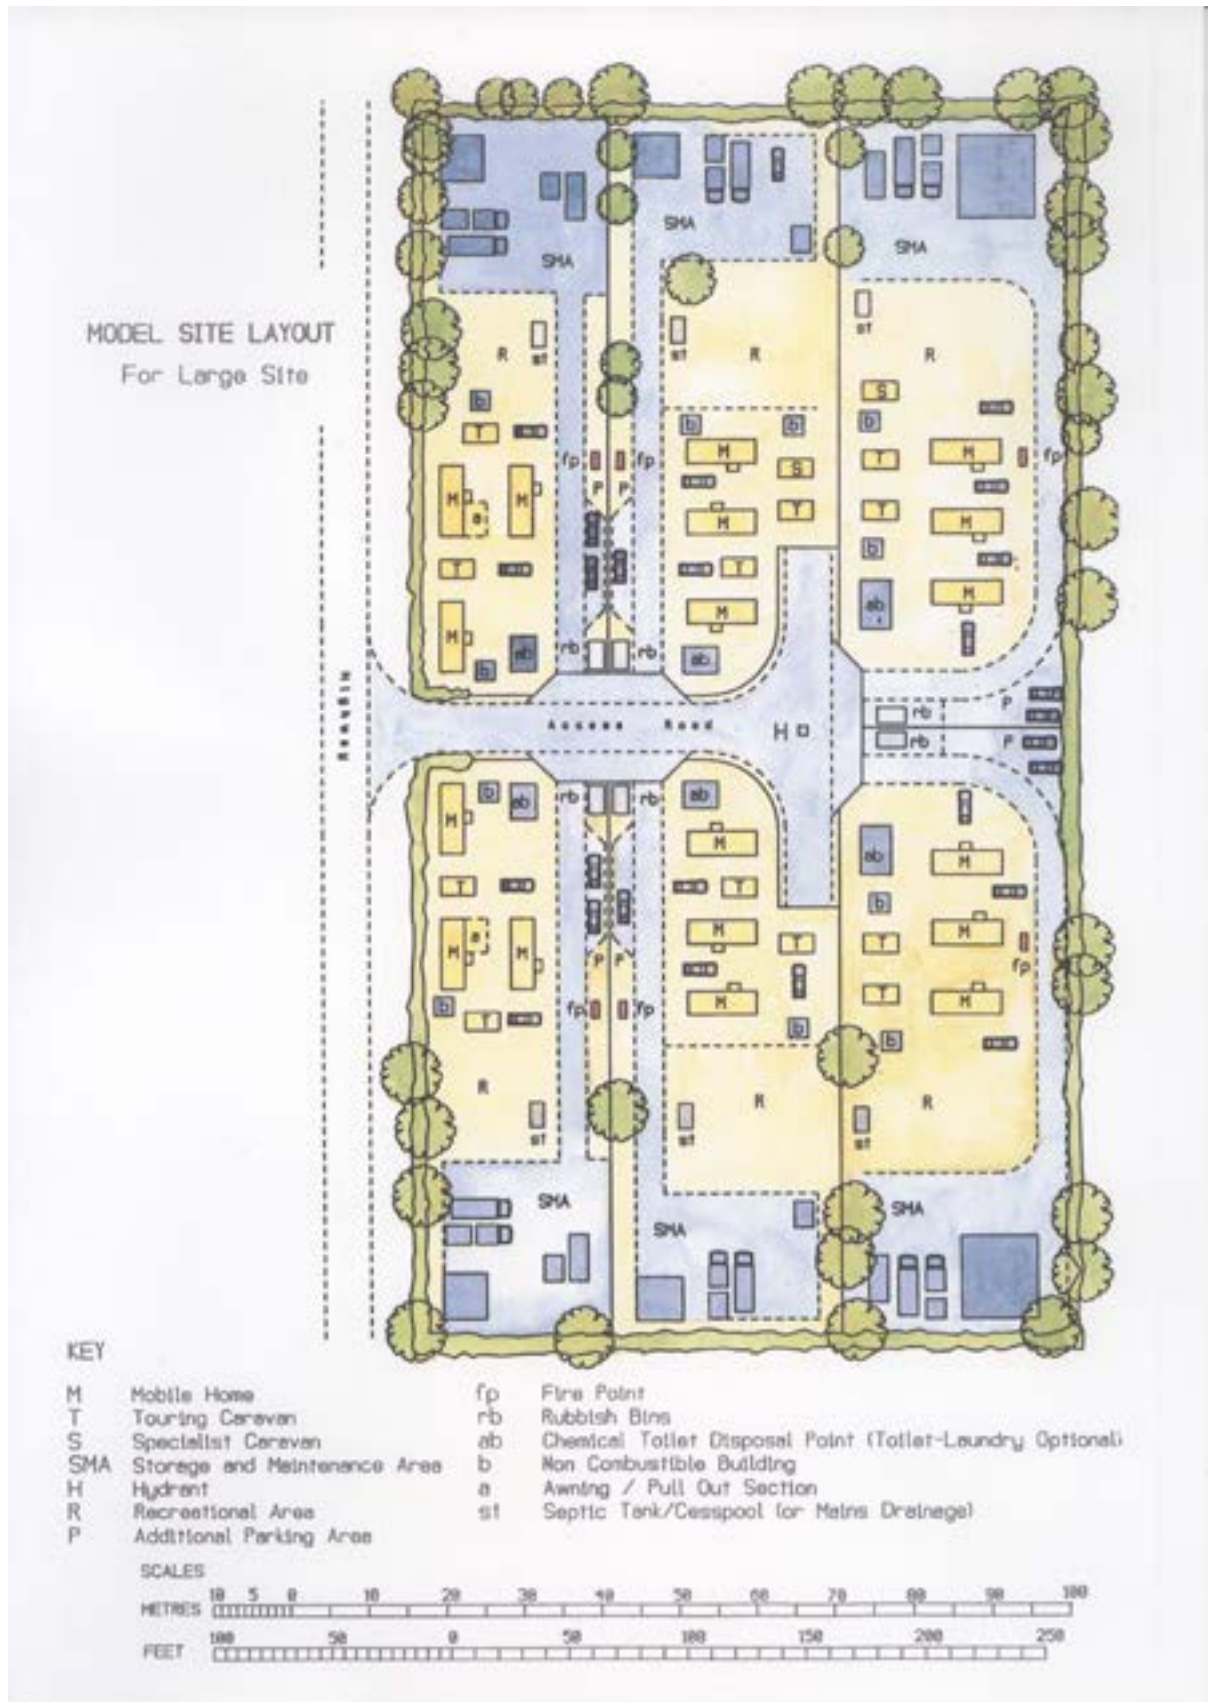 MODEL SITE LAYOUT
For Large Site
SMA
SMA
SMA
R
st
st
R
st
R
b
T
M
M
a
T
M
b
ab
fp
fp
P
P
rb
rb
b
b
M
S
M
T
T
M
ab
S
b
T
M
fp
T
M
b
ab
M
Access Road
H
rb
P
rb
P
M
b
ab
rb
rb
ab
M
T
T
a
M
M
M
T
P
P
fp
fp
M
b
b
T
R
st
ab
M
b
T
M
fp
T
M
b
R
st
R
st
SMA
SMA
SMA
KEY
M Mobile Home
T Touring Caravan
S Specialist Caravan
SMA Storage and Maintenance Area
H Hydrant
R Recreational Area
P Additional Parking Area
fp Fire Point
rb Rubbish Bins
ab Chemical Toilet Disposal Point (Toilet-Laundry Optional)
b Non Combustible Building
a Awning / Pull Out Section
st Septic Tank/Cesspool (or Mains Drainage)
SCALES
METRES 10 5 0 10 20 30 40 50 60 70 80 90 100
FEET 100 50 0 50 100 150 200 250